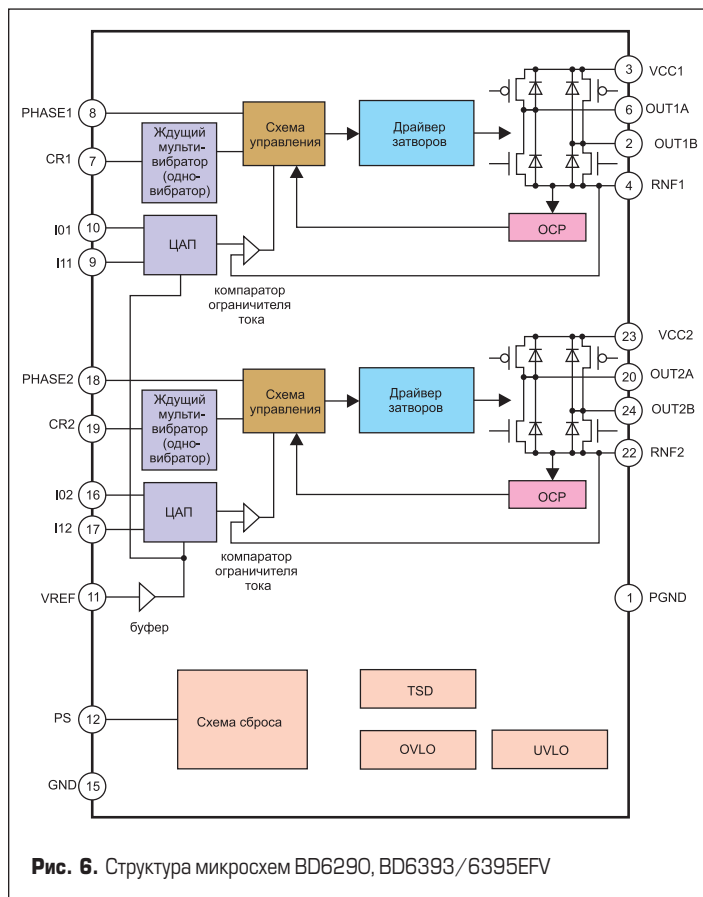 PHASE1
8
CR1
7
I01
10
I11
9
Ждущий
мульти-
вибратор
(одно-
вибратор)
Схема
управления
Драйвер
затворов
ЦАП
компаратор
ограничителя
тока
OCP
3
VCC1
6
OUT1A
2
OUT1B
4
RNF1
PHASE2
18
CR2
19
I02
16
I12
17
VREF
11
буфер
Ждущий
мульти-
вибратор
(одно-
вибратор)
Схема
управления
Драйвер
затворов
ЦАП
компаратор
ограничителя
тока
OCP
23
VCC2
20
OUT2A
24
OUT2B
22
RNF2
1
PGND
PS
12
GND
15
Схема сброса
TSD
OVLO
UVLO
Рис. 6. Структура микросхем BD6290, BD6393/6395EFV